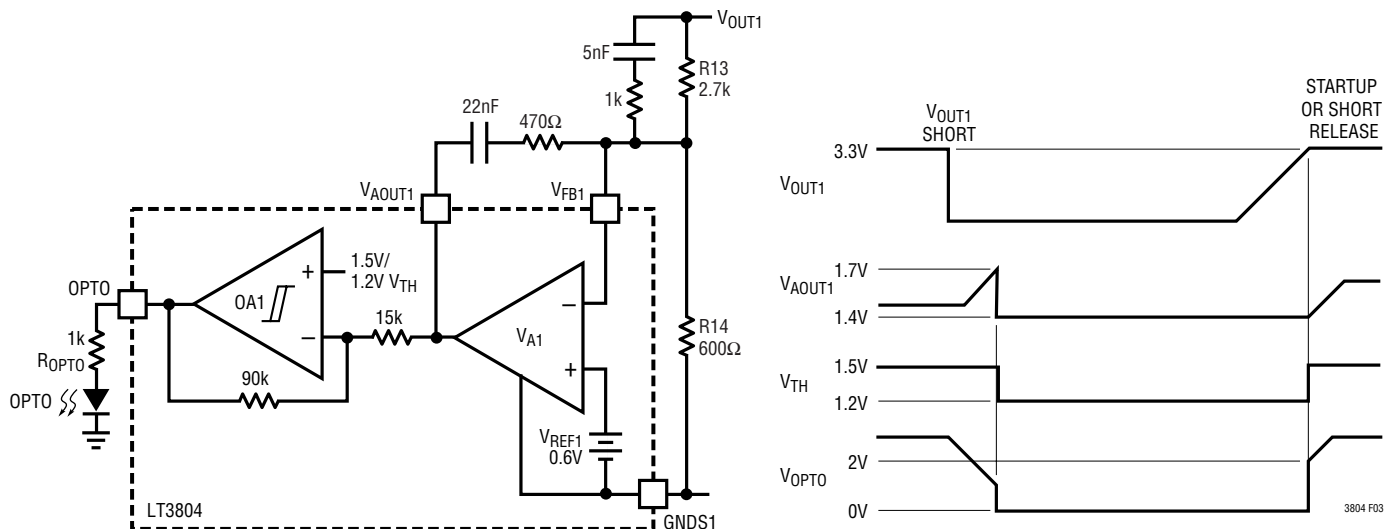 VOUT1
5nF
R13
2.7k
1k
22nF
470Ω
VAOUT1
VFB1
OPTO
+
1.5V/
1.2V VTH
OA1
–
15k
VA1
–
+
R14
600Ω
1k
ROPTO
90k
OPTO
VREF1
0.6V
LT3804
GNDS1
STARTUP
OR SHORT
RELEASE
VOUT1
SHORT
3.3V
VOUT1
1.7V
VAOUT1
1.4V
1.5V
VTH
1.2V
2V
VOPTO
0V
3804 F03